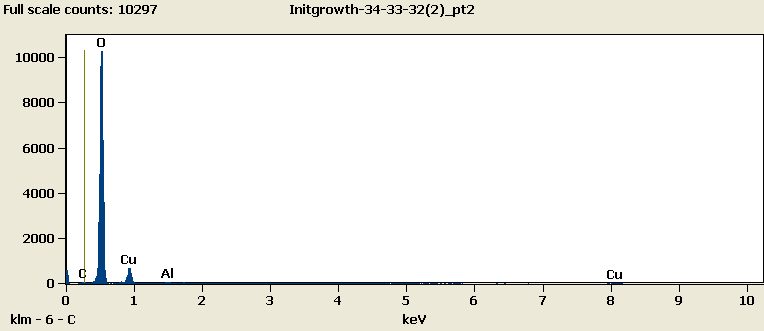 Full scale counts: 10297 Initgrowth-34-33-32(2)_pt2
O
10000
8000
6000
4000
2000
Cu
C Al Cu
0
0 1 2 3 4 5 6 7 8 9 10
klm - 6 - C keV